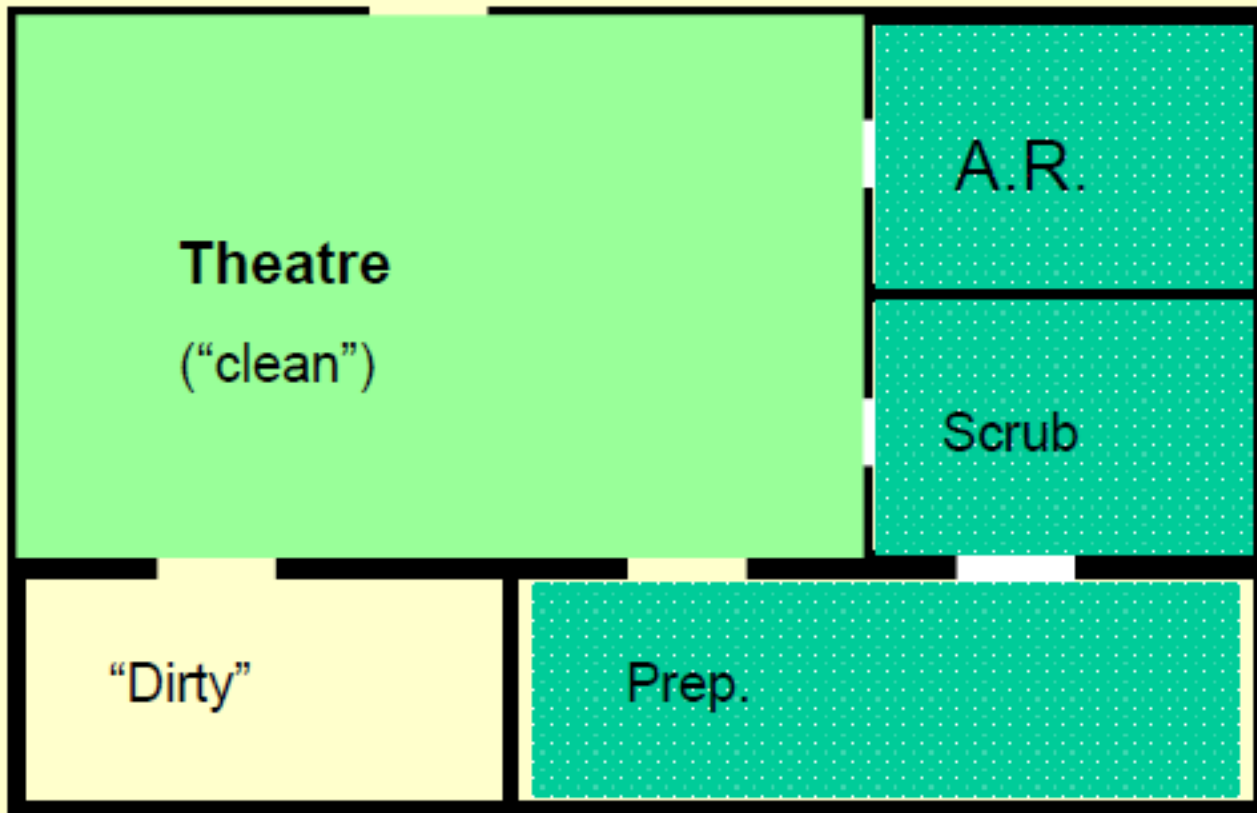 A.R.
Theatre
(“clean”)
Scrub
“Dirty”
Prep.